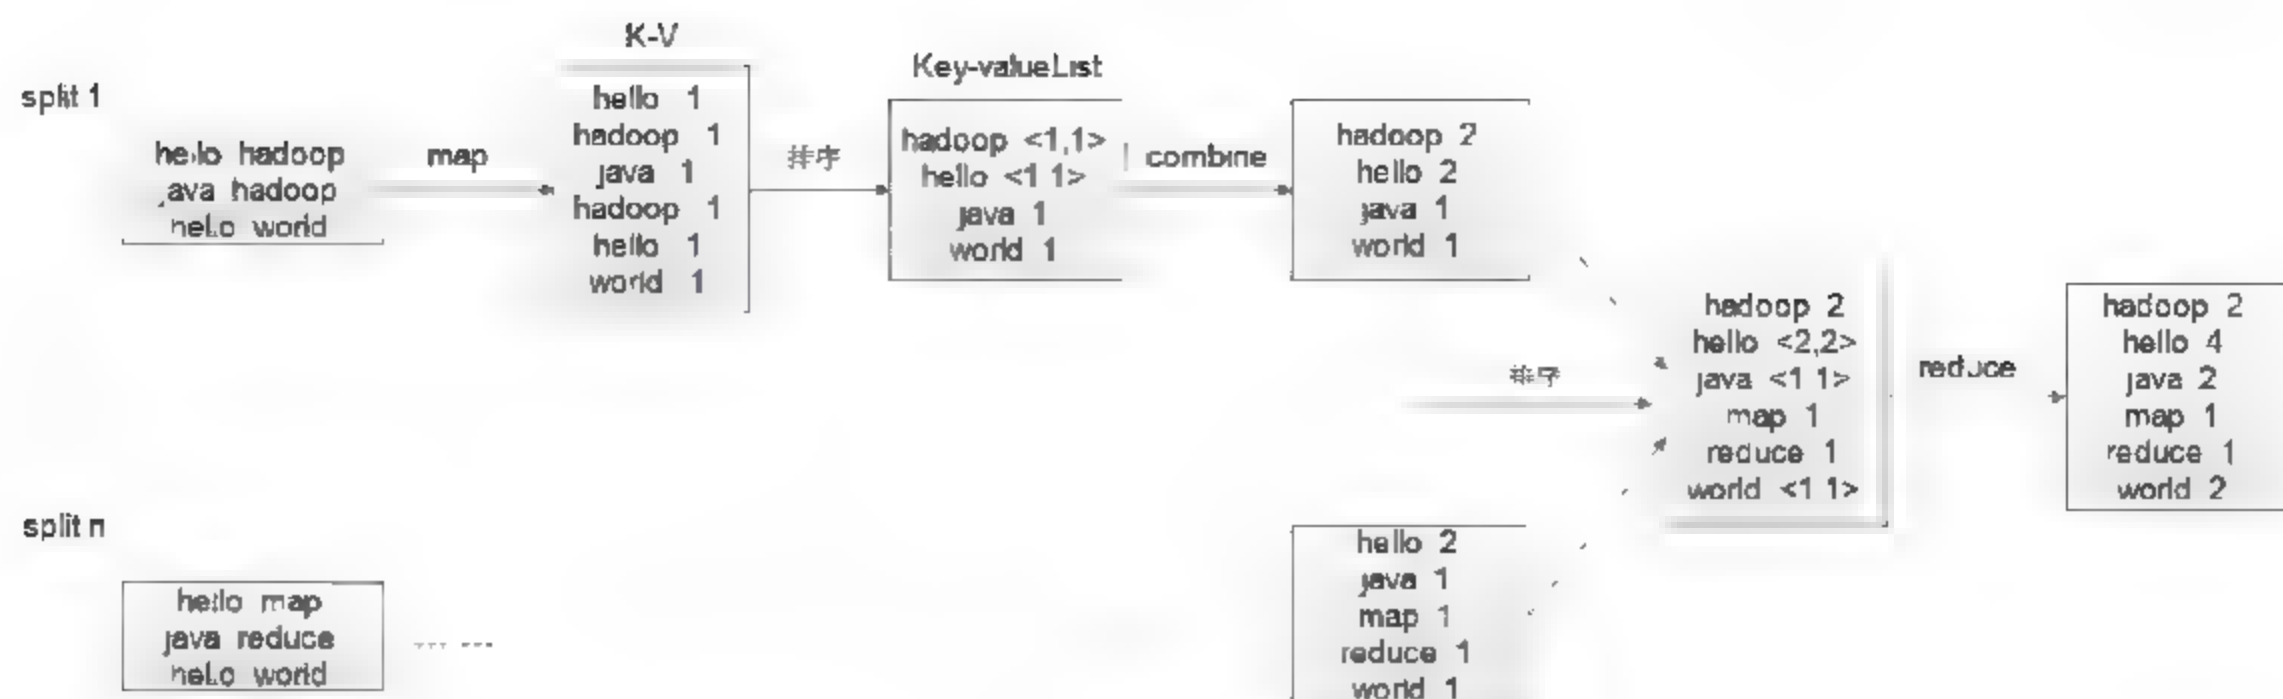 K-V
Key-valueList
split 1
hello hadoop
java hadoop
hello world
map
hello 1
hadoop 1
java 1
hadoop 1
hello 1
world 1
排序
hadoop <1,1>
hello <1 1>
java 1
world 1
combine
hadoop 2
hello 2
java 1
world 1
排序
hadoop 2
hello <2,2>
java <1 1>
map 1
reduce 1
world <1 1>
reduce
hadoop 2
hello 4
java 2
map 1
reduce 1
world 2
split n
hello map
java reduce
hello world
hello 2
java 1
map 1
reduce 1
world 1